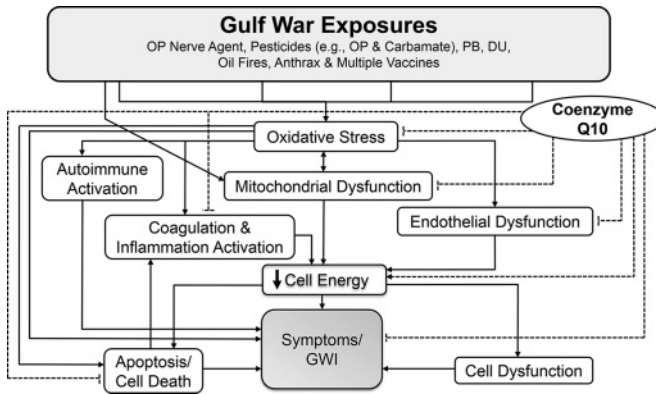 Gulf War Exposures
OP Nerve Agent, Pesticides (e.g., OP & Carbamate), PB, DU,
Oil Fires, Anthrax & Multiple Vaccines
Coenzyme
Q10
Oxidative Stress
Autoimmune
Activation
Mitochondrial Dysfunction
Coagulation &
Inflammation Activation
Endothelial Dysfunction
Cell Energy
Symptoms/
GWI
Apoptosis/
Cell Death
Cell Dysfunction